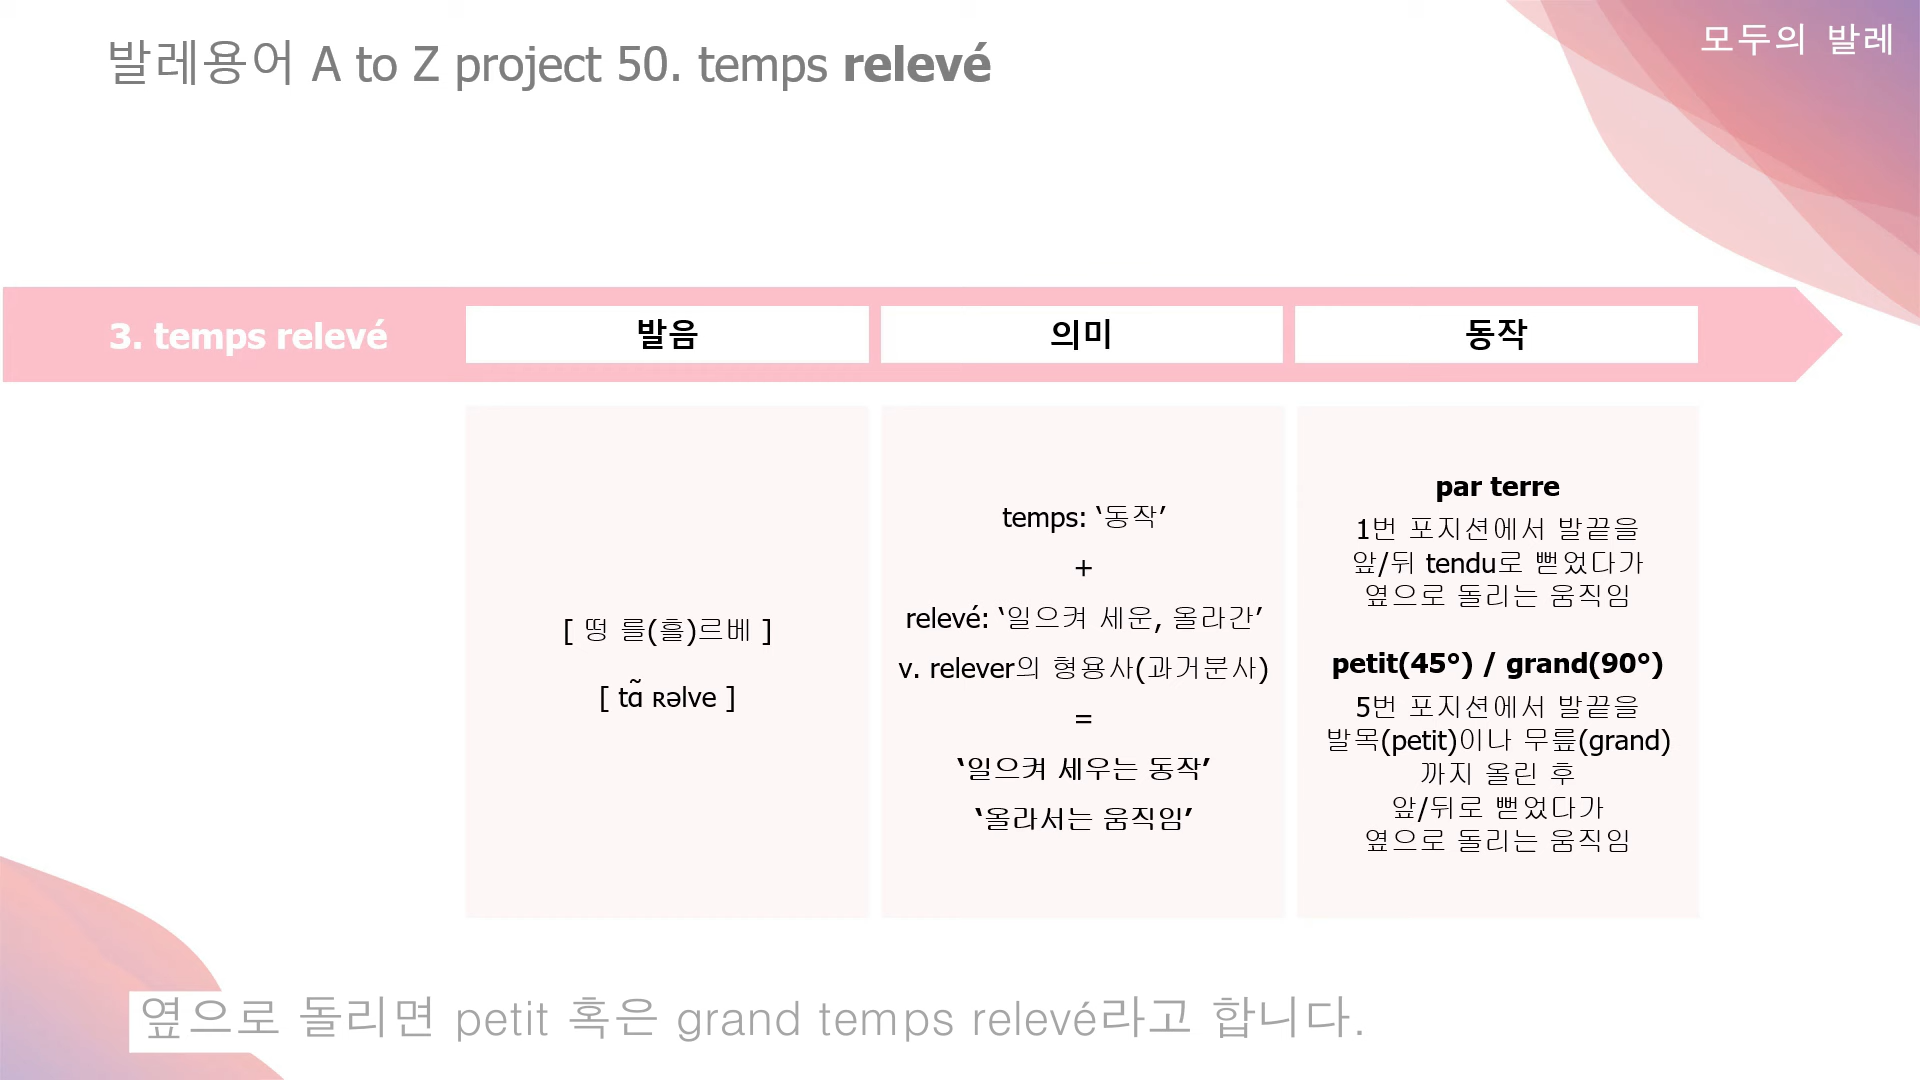 발레용어 A to Z project 50. temps relevé
모두의 발레
3. temps relevé
발음
의미
동작
[ 떵 를(흘)르베 ]
[ tɑ̃ ʀəlve ]
temps: ‘동작’
+
relevé: ‘일으켜 세운, 올라간’
v. relever의 형용사(과거분사)
=
‘일으켜 세우는 동작’
‘올라서는 움직임’
par terre
1번 포지션에서 발끝을
앞/뒤 tendu로 뻗었다가
옆으로 돌리는 움직임
petit(45°) / grand(90°)
5번 포지션에서 발끝을
발목(petit)이나 무릎(grand)
까지 올린 후
앞/뒤로 뻗었다가
옆으로 돌리는 움직임
옆으로 돌리면 petit 혹은 grand temps relevé라고 합니다.